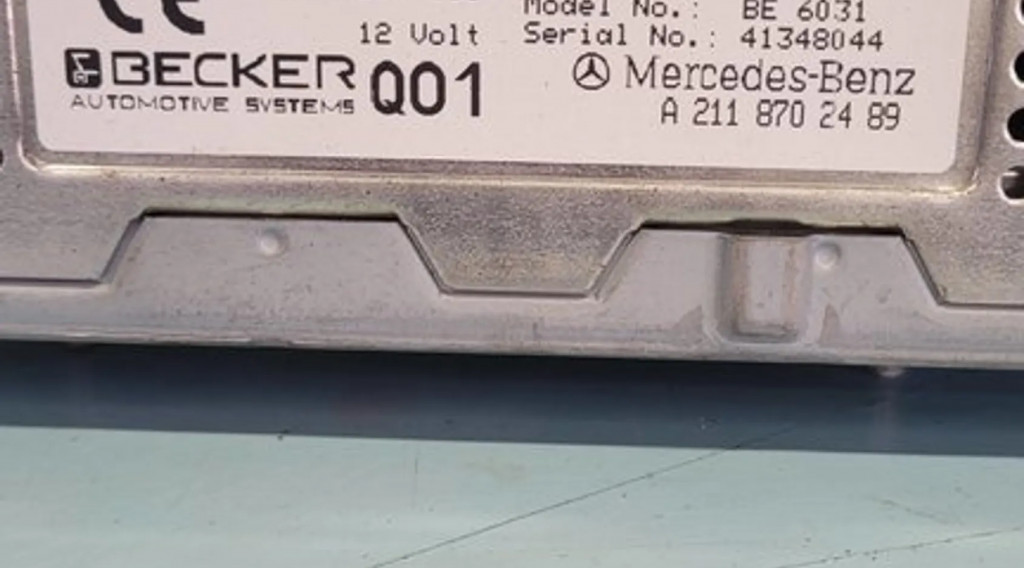 CE
Model No.: BE 6031
12 Volt Serial No.: 41348044
BECKER Q01 Mercedes-Benz
AUTOMOTIVE SYSTEMS A 211 870 24 89